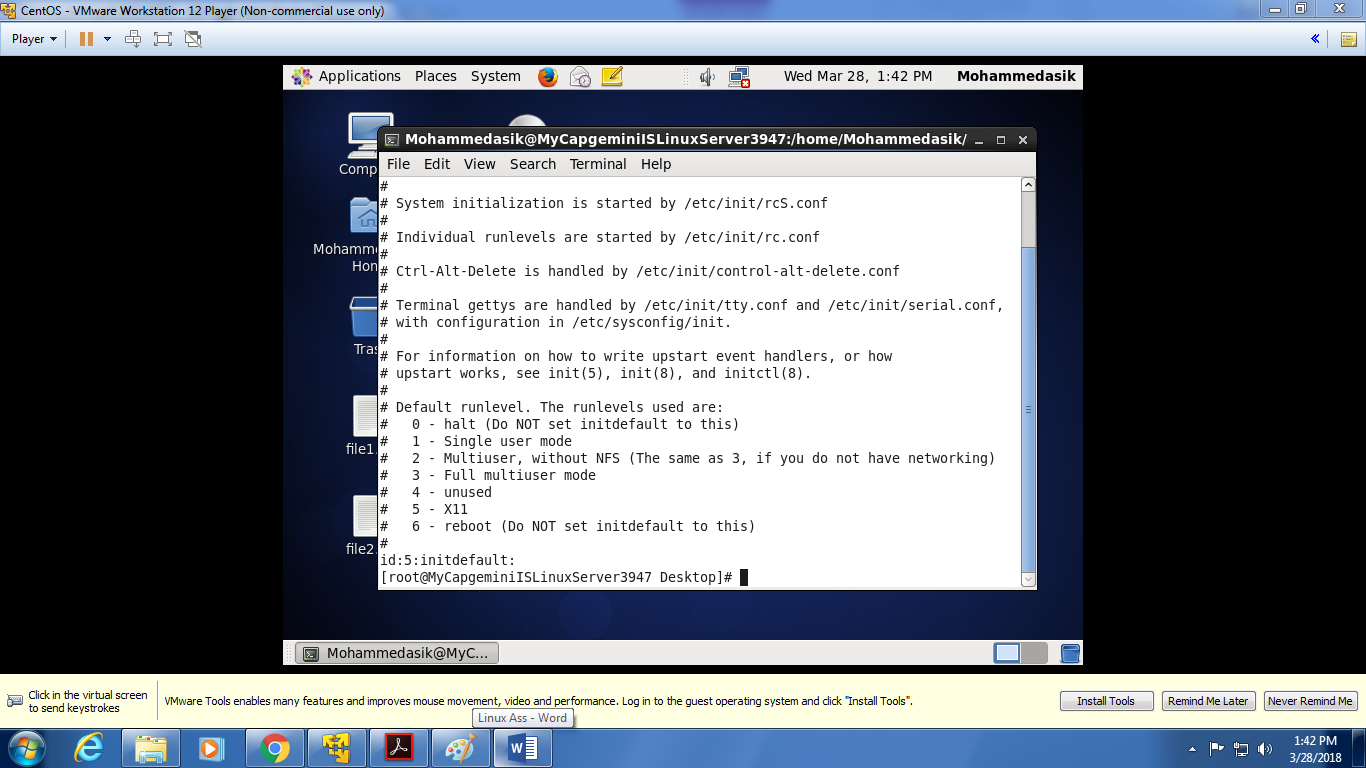 CentOS - VMware Workstation 12 Player (Non-commercial use only)
Player
Applications Places System Wed Mar 28, 1:42 PM Mohammedasik
Mohammedasik@MyCapgeminiISLinuxServer3947:/home/Mohammedasik/
File Edit View Search Terminal Help
#
# System initialization is started by /etc/init/rcS.conf
#
# Individual runlevels are started by /etc/init/rc.conf
#
# Ctrl-Alt-Delete is handled by /etc/init/control-alt-delete.conf
#
# Terminal gettys are handled by /etc/init/tty.conf and /etc/init/serial.conf,
# with configuration in /etc/sysconfig/init.
#
# For information on how to write upstart event handlers, or how
# upstart works, see init(5), init(8), and initctl(8).
#
# Default runlevel. The runlevels used are:
#   0 - halt (Do NOT set initdefault to this)
#   1 - Single user mode
#   2 - Multiuser, without NFS (The same as 3, if you do not have networking)
#   3 - Full multiuser mode
#   4 - unused
#   5 - X11
#   6 - reboot (Do NOT set initdefault to this)
#
id:5:initdefault:
[root@MyCapgeminiISLinuxServer3947 Desktop]#
Comp
Mohamme
Hom
Tras
file1.
file2.
Mohammedasik@MyC...
Click in the virtual screen
to send keystrokes
VMware Tools enables many features and improves mouse movement, video and performance. Log in to the guest operating system and click "Install Tools".
Install Tools Remind Me Later Never Remind Me
Linux Ass - Word
1:42 PM
3/28/2018